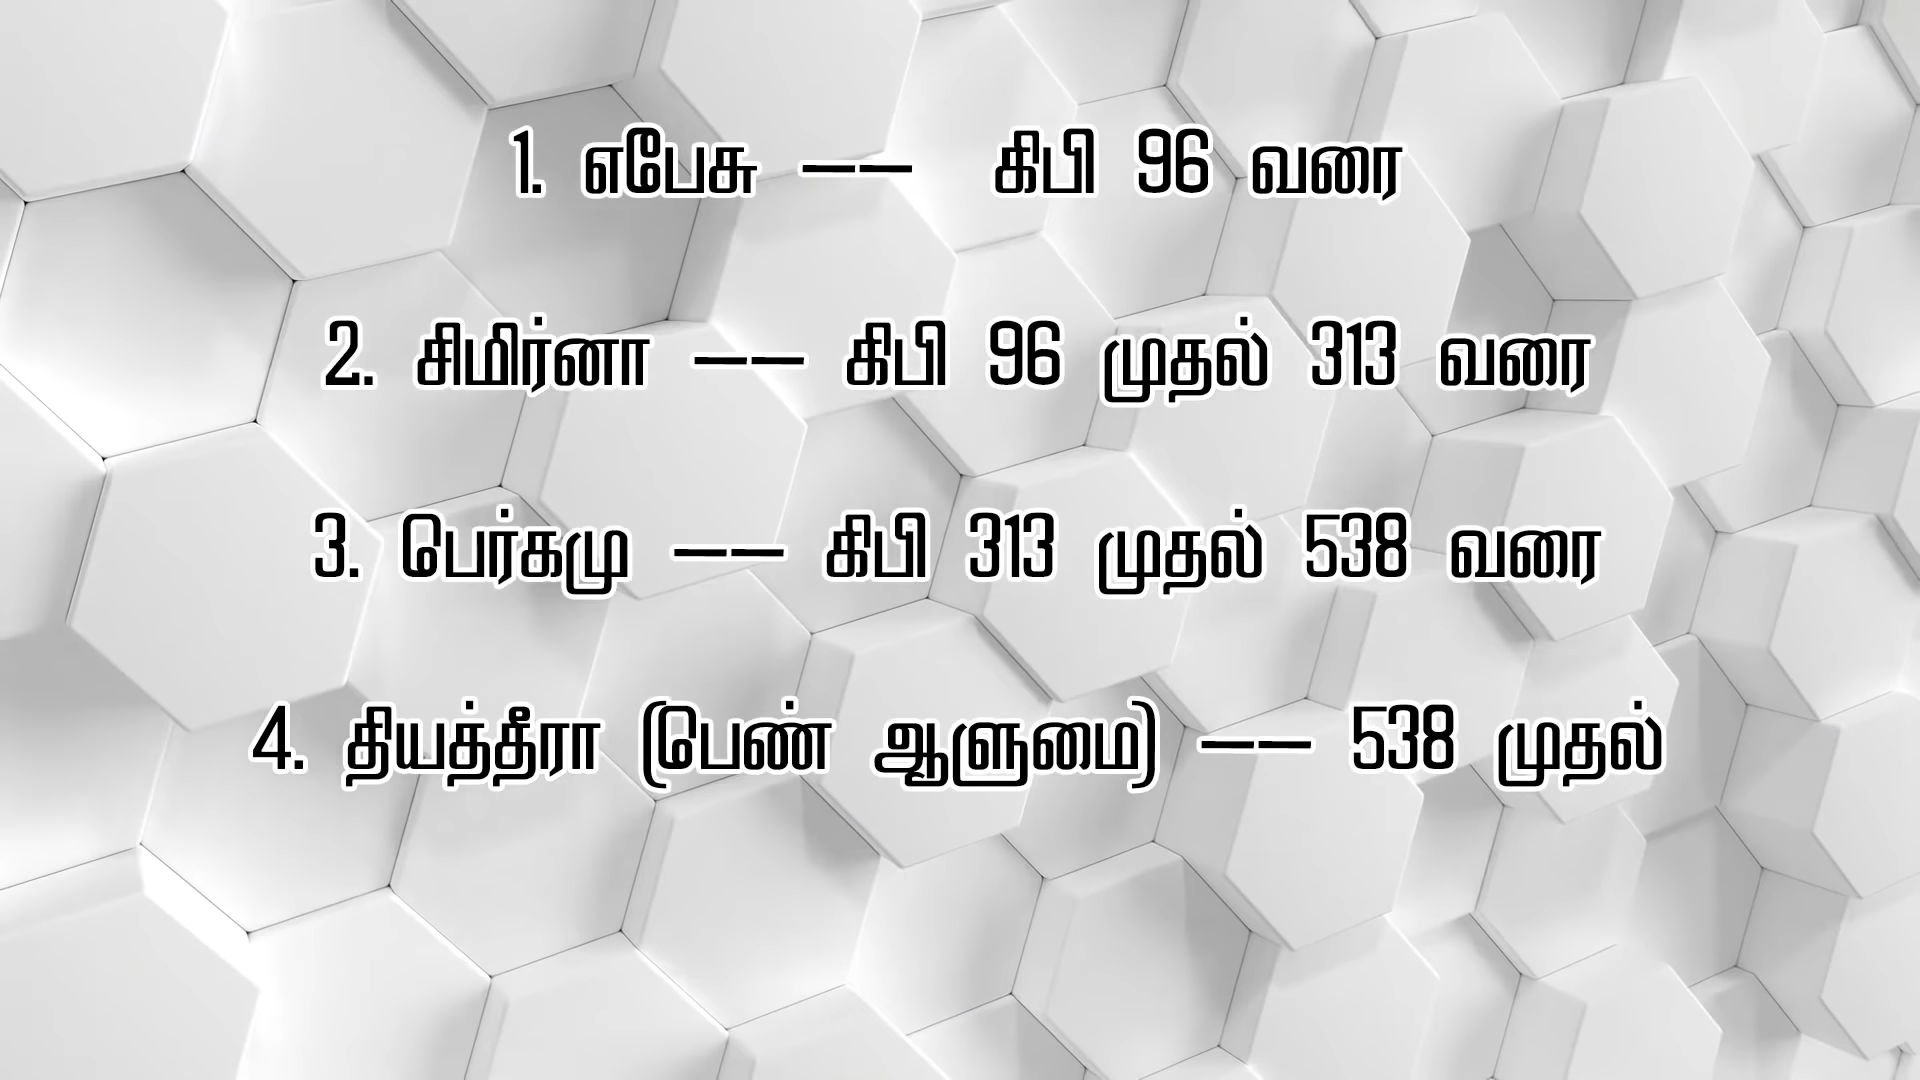 1. எபேசு —— கிபி 96 வரை
2. சிமிர்னா —— கிபி 96 முதல் 313 வரை
3. பெர்கமு —— கிபி 313 முதல் 538 வரை
4. தியத்தீரா (பெண் ஆளுமை) —— 538 முதல்